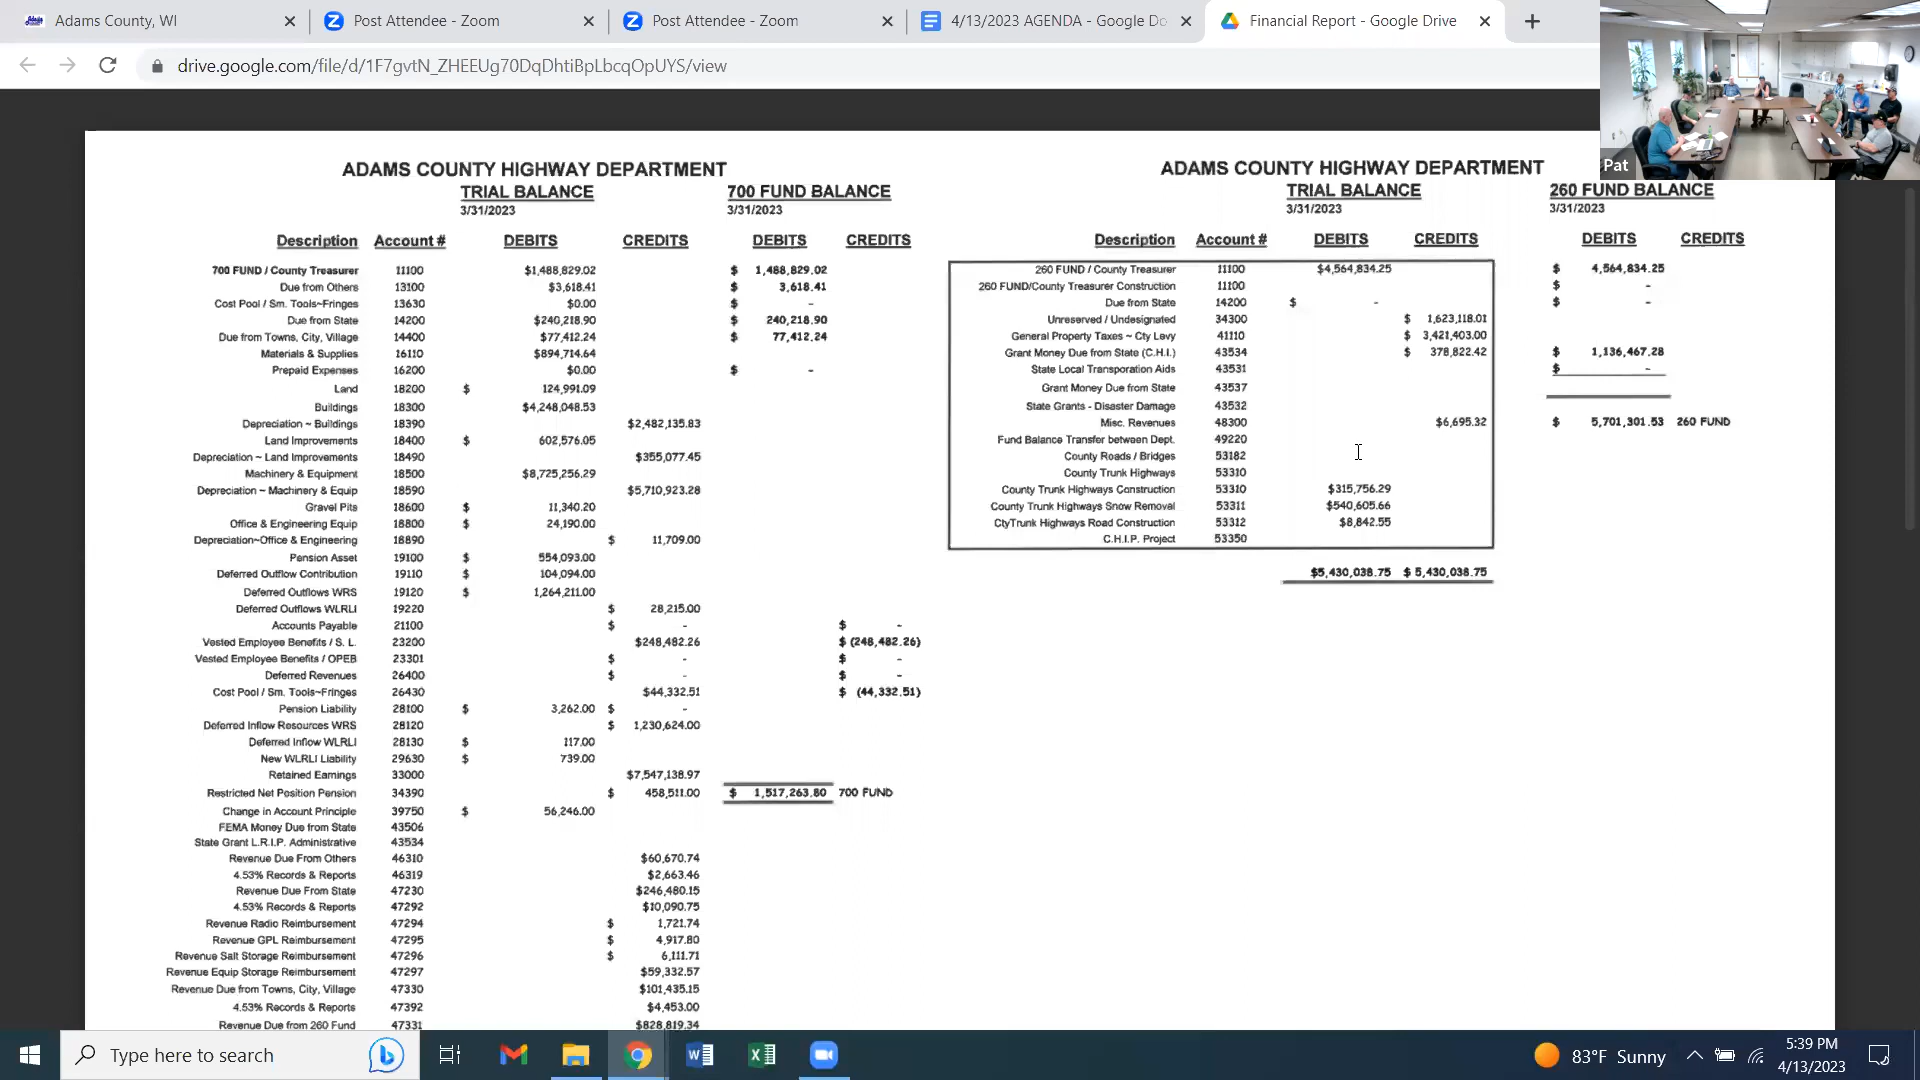 Adams County, WI
Post Attendee - Zoom
Post Attendee - Zoom
4/13/2023 AGENDA - Google Do
Financial Report - Google Drive
drive.google.com/file/d/1F7gvtN_ZHEEUg70DqDhtiBpLbcqOpUYS/view
Pat
ADAMS COUNTY HIGHWAY DEPARTMENT
TRIAL BALANCE 700 FUND BALANCE
3/31/2023 3/31/2023
Description Account # DEBITS CREDITS DEBITS CREDITS
700 FUND / County Treasurer 11100 $1,488,829.02 $ 1,488,829.02
Due from Others 13100 $3,618.41 $ 3,618.41
Cost Pool / Sm. Tools~Fringes 13630 $0.00 $ -
Due from State 14200 $240,218.90 $ 240,218.90
Due from Towns, City, Village 14400 $77,412.24 $ 77,412.24
Materials & Supplies 16110 $894,714.64
Prepaid Expenses 16200 $0.00 $ -
Land 18200 $ 124,991.09
Buildings 18300 $4,248,048.53
Depreciation ~ Buildings 18390 $2,482,135.83
Land Improvements 18400 $ 602,576.05
Depreciation ~ Land Improvements 18490 $355,077.45
Machinery & Equipment 18500 $8,725,256.29
Depreciation ~ Machinery & Equip 18590 $5,710,923.28
Gravel Pits 18600 $ 11,340.20
Office & Engineering Equip 18800 $ 24,190.00
Depreciation~Office & Engineering 18890 $ 11,709.00
Pension Asset 19100 $ 554,093.00
Deferred Outflow Contribution 19110 $ 104,094.00
Deferred Outflows WRS 19120 $ 1,264,211.00
Deferred Outflows WLRLI 19220 $ 28,215.00
Accounts Payable 21100 $ - $ -
Vested Employee Benefits / S. L. 23200 $248,482.26 $ (248,482.26)
Vested Employee Benefits / OPEB 23301 $ - $ -
Deferred Revenues 26400 $ - $ -
Cost Pool / Sm. Tools~Fringes 26430 $44,332.51 $ (44,332.51)
Pension Liability 28100 $ 3,262.00 $ -
Deferred Inflow Resources WRS 28120 $ 1,230,624.00
Deferred Inflow WLRLI 28130 $ 117.00
New WLRLI Liability 29630 $ 739.00
Retained Earnings 33000 $7,547,138.97
Restricted Net Position Pension 34390 $ 458,511.00 $ 1,517,263.80 700 FUND
Change in Account Principle 39750 $ 56,246.00
FEMA Money Due from State 43506
State Grant L.R.I.P. Administrative 43534
Revenue Due From Others 46310 $60,670.74
4.53% Records & Reports 46319 $2,663.46
Revenue Due From State 47230 $246,480.15
4.53% Records & Reports 47292 $10,090.75
Revenue Radio Reimbursement 47294 $ 1,721.74
Revenue GPL Reimbursement 47295 $ 4,917.80
Revenue Salt Storage Reimbursement 47296 $ 6,111.71
Revenue Equip Storage Reimbursement 47297 $59,332.57
Revenue Due from Towns, City, Village 47330 $101,435.15
4.53% Records & Reports 47392 $4,453.00
Revenue Due from 260 Fund 47331 $828,819.34
ADAMS COUNTY HIGHWAY DEPARTMENT
TRIAL BALANCE 260 FUND BALANCE
3/31/2023 3/31/2023
Description Account # DEBITS CREDITS DEBITS CREDITS
260 FUND / County Treasurer 11100 $4,564,834.25 $ 4,564,834.25
260 FUND/County Treasurer Construction 11100 $ -
Due from State 14200 $ - $ -
Unreserved / Undesignated 34300 $ 1,623,118.01
General Property Taxes ~ Cty Levy 41110 $ 3,421,403.00
Grant Money Due from State (C.H.I.) 43534 $ 378,822.42 $ 1,136,467.28
State Local Transporation Aids 43531 $ -
Grant Money Due from State 43537
State Grants - Disaster Damage 43532
Misc. Revenues 48300 $6,695.32 $ 5,701,301.53 260 FUND
Fund Balance Transfer between Dept. 49220
County Roads / Bridges 53182
County Trunk Highways 53310
County Trunk Highways Construction 53310 $315,756.29
County Trunk Highways Snow Removal 53311 $540,605.66
CtyTrunk Highways Road Construction 53312 $8,842.55
C.H.I.P. Project 53350
$5,430,038.75 $ 5,430,038.75
Type here to search
83°F Sunny
5:39 PM
4/13/2023